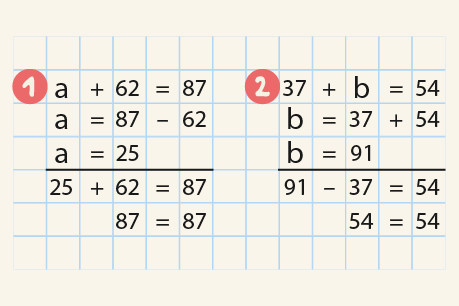 1
a + 62 = 87
a = 87 – 62
a = 25
25 + 62 = 87
87 = 87
2
37 + b = 54
b = 37 + 54
b = 91
91 – 37 = 54
54 = 54